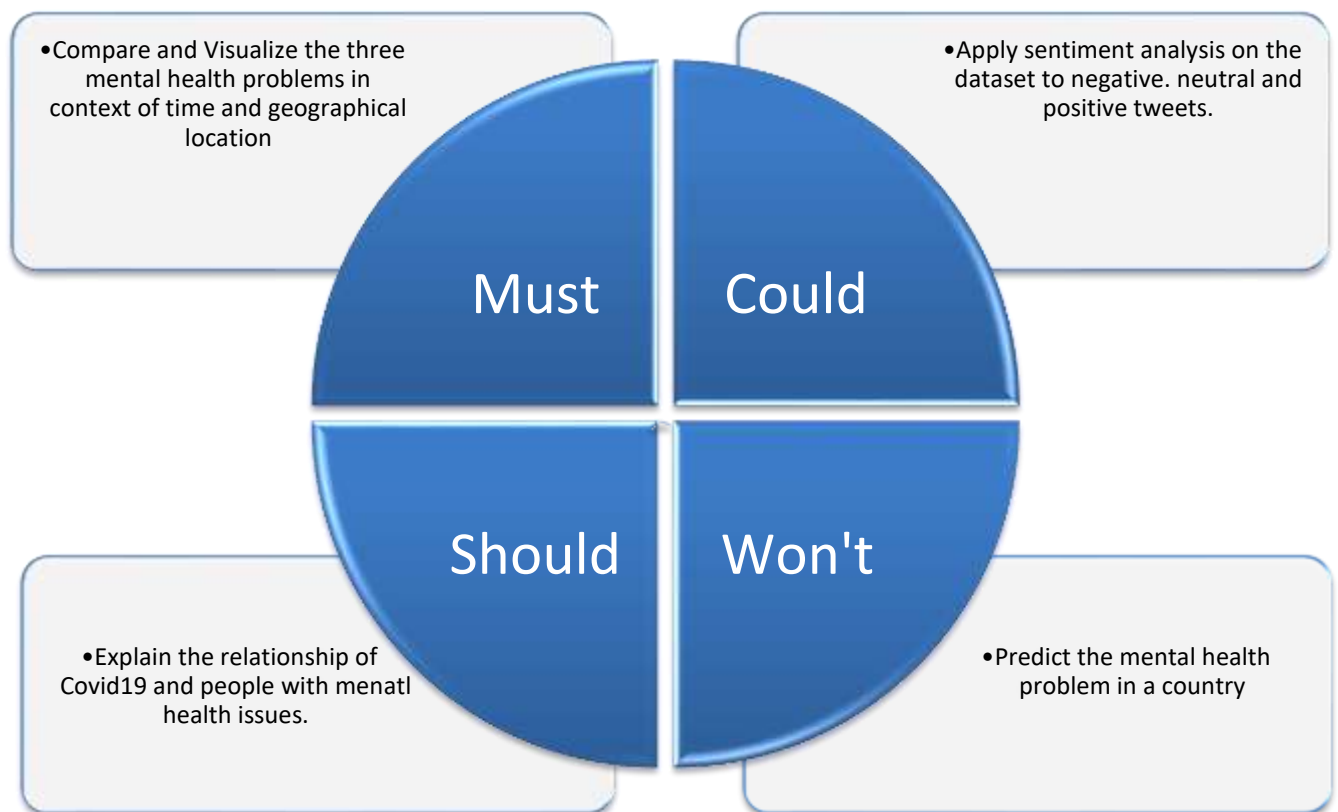 •Compare and Visualize the three
mental health problems in
context of time and geographical
location
•Apply sentiment analysis on the
dataset to negative. neutral and
positive tweets.
Must
Could
Should
Won't
•Explain the relationship of
Covid19 and people with menatl
health issues.
•Predict the mental health
problem in a country